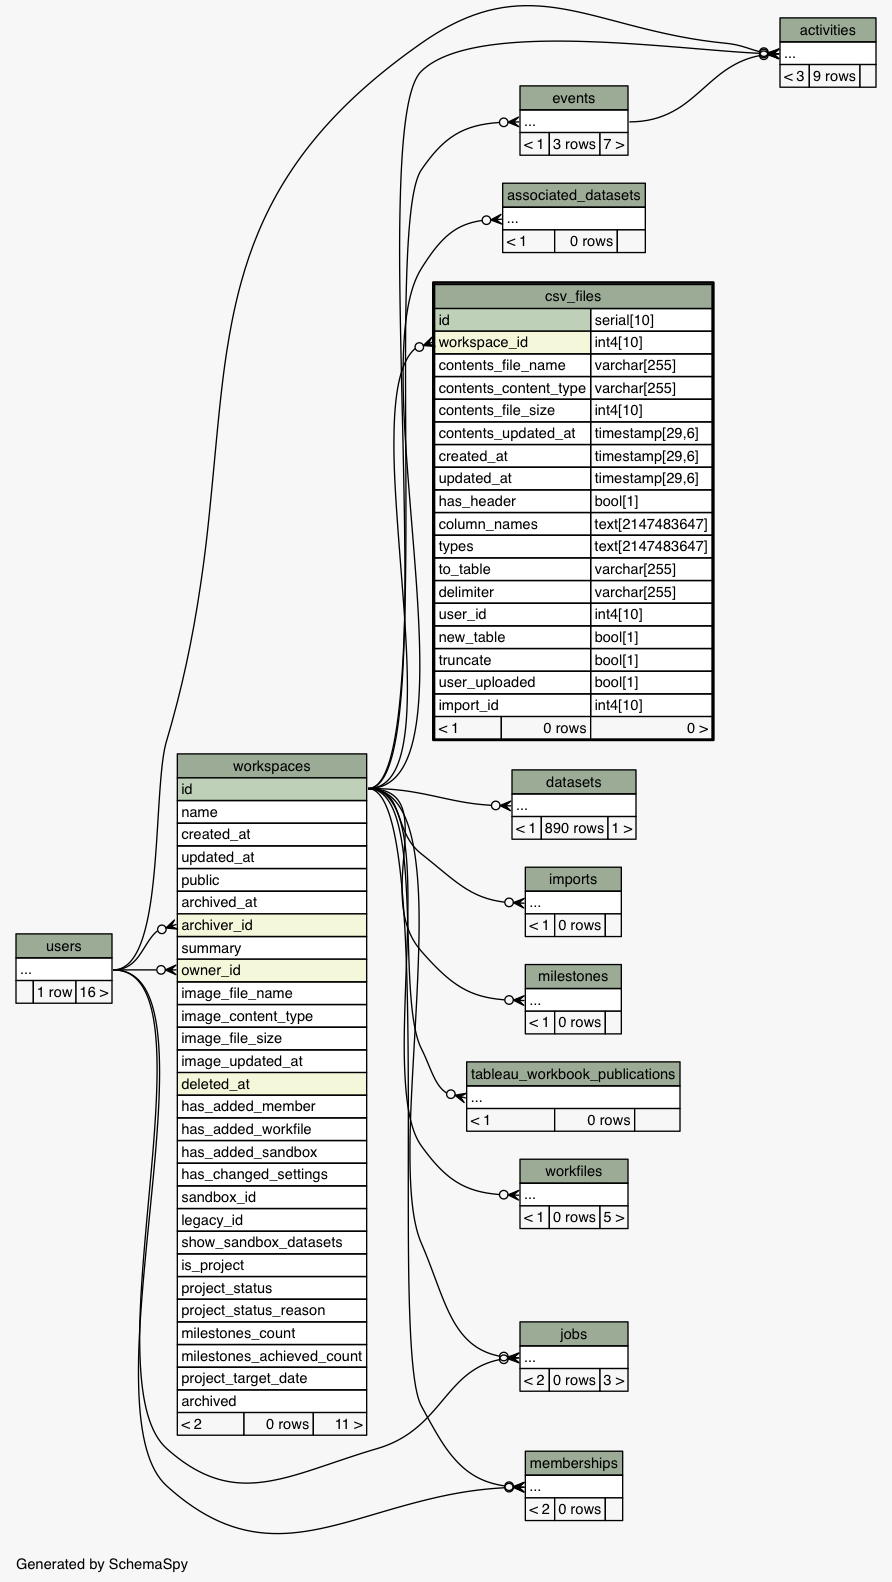 activities
...
< 3 9 rows
events
...
< 1 3 rows 7 >
associated_datasets
...
< 1 0 rows
csv_files
id serial[10]
workspace_id int4[10]
contents_file_name varchar[255]
contents_content_type varchar[255]
contents_file_size int4[10]
contents_updated_at timestamp[29,6]
created_at timestamp[29,6]
updated_at timestamp[29,6]
has_header bool[1]
column_names text[2147483647]
types text[2147483647]
to_table varchar[255]
delimiter varchar[255]
user_id int4[10]
new_table bool[1]
truncate bool[1]
user_uploaded bool[1]
import_id int4[10]
< 1 0 rows 0 >
workspaces
id
name
created_at
updated_at
public
archived_at
archiver_id
summary
owner_id
image_file_name
image_content_type
image_file_size
image_updated_at
deleted_at
has_added_member
has_added_workfile
has_added_sandbox
has_changed_settings
sandbox_id
legacy_id
show_sandbox_datasets
is_project
project_status
project_status_reason
milestones_count
milestones_achieved_count
project_target_date
archived
< 2 0 rows 11 >
users
...
1 row 16 >
datasets
...
< 1 890 rows 1 >
imports
...
< 1 0 rows
milestones
...
< 1 0 rows
tableau_workbook_publications
...
< 1 0 rows
workfiles
...
< 1 0 rows 5 >
jobs
...
< 2 0 rows 3 >
memberships
...
< 2 0 rows
Generated by SchemaSpy